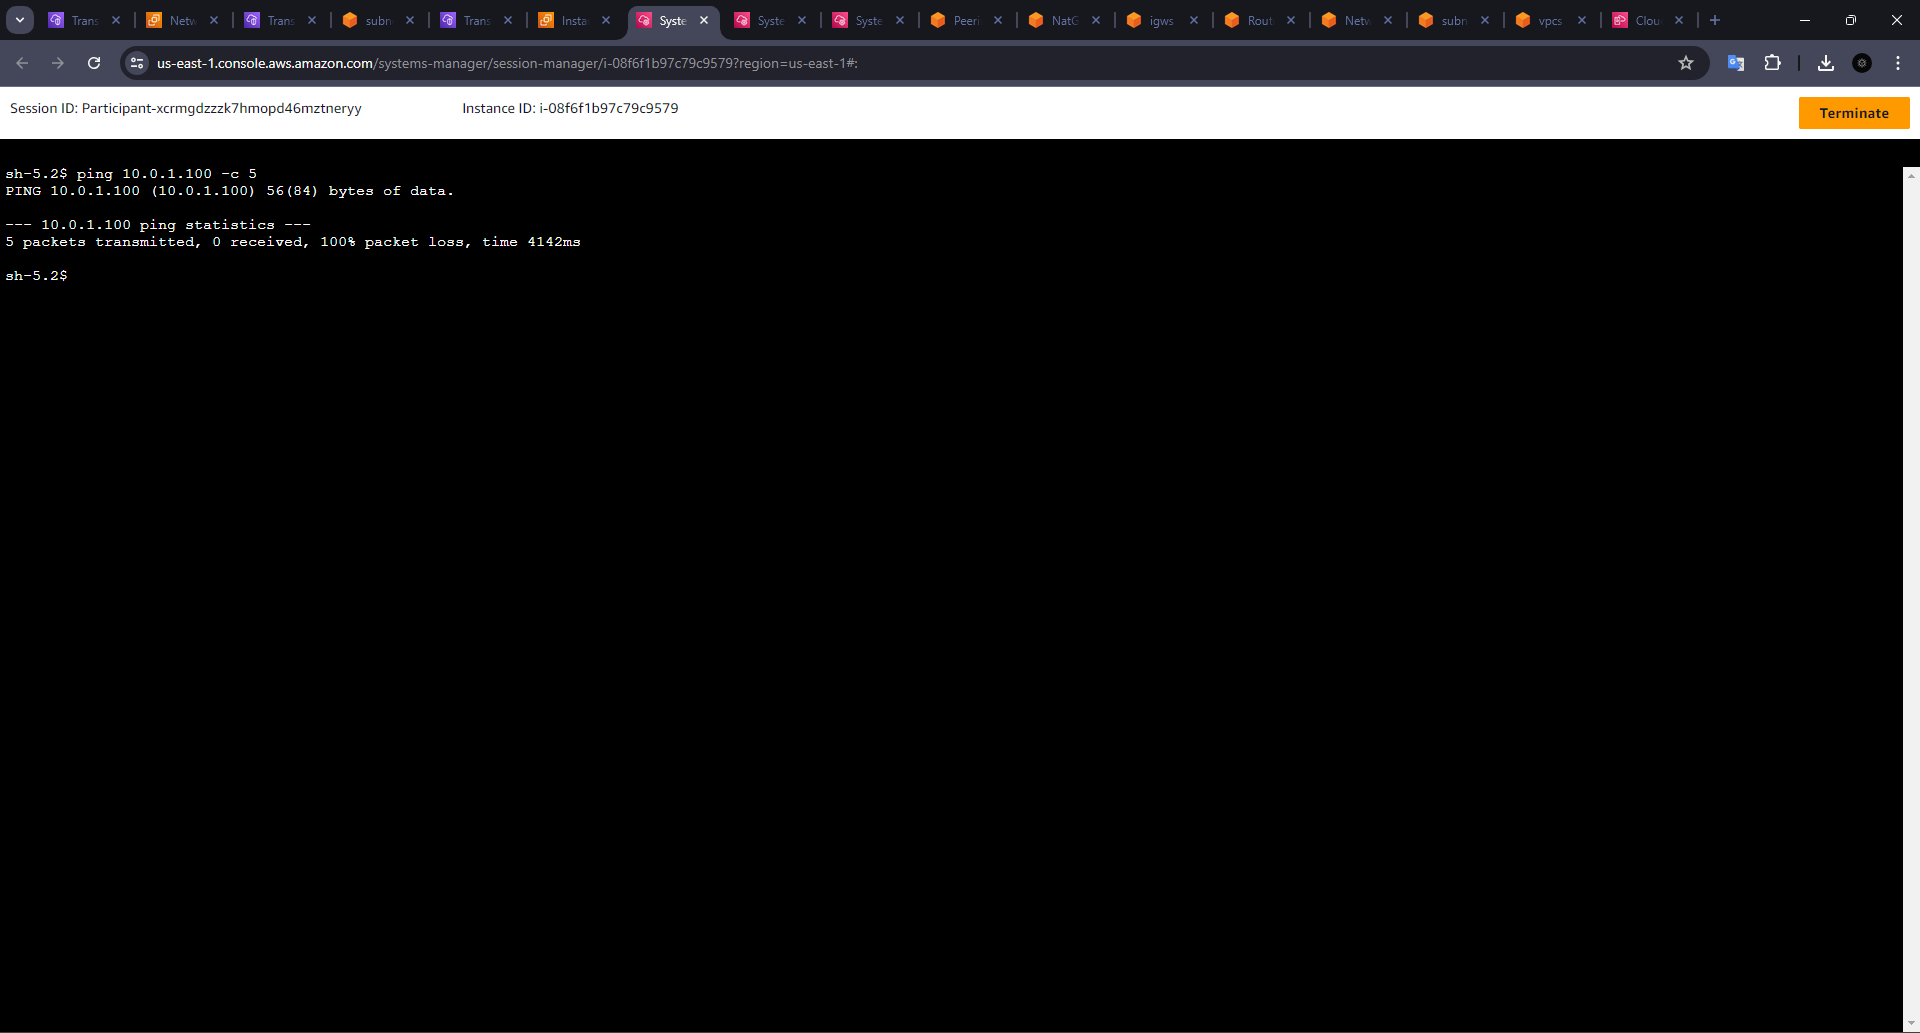 Trans
Netw
Trans
subn
Trans
Insta
Syste
Syste
Syste
Peeri
NatG
igws
Rout
Netw
subn
vpcs
Clou
us-east-1.console.aws.amazon.com/systems-manager/session-manager/i-08f6f1b97c79c9579?region=us-east-1#:
Session ID: Participant-xcrmgdzzzk7hmopd46mztneryy
Instance ID: i-08f6f1b97c79c9579
Terminate
sh-5.2$ ping 10.0.1.100 -c 5
PING 10.0.1.100 (10.0.1.100) 56(84) bytes of data.
--- 10.0.1.100 ping statistics ---
5 packets transmitted, 0 received, 100% packet loss, time 4142ms
sh-5.2$